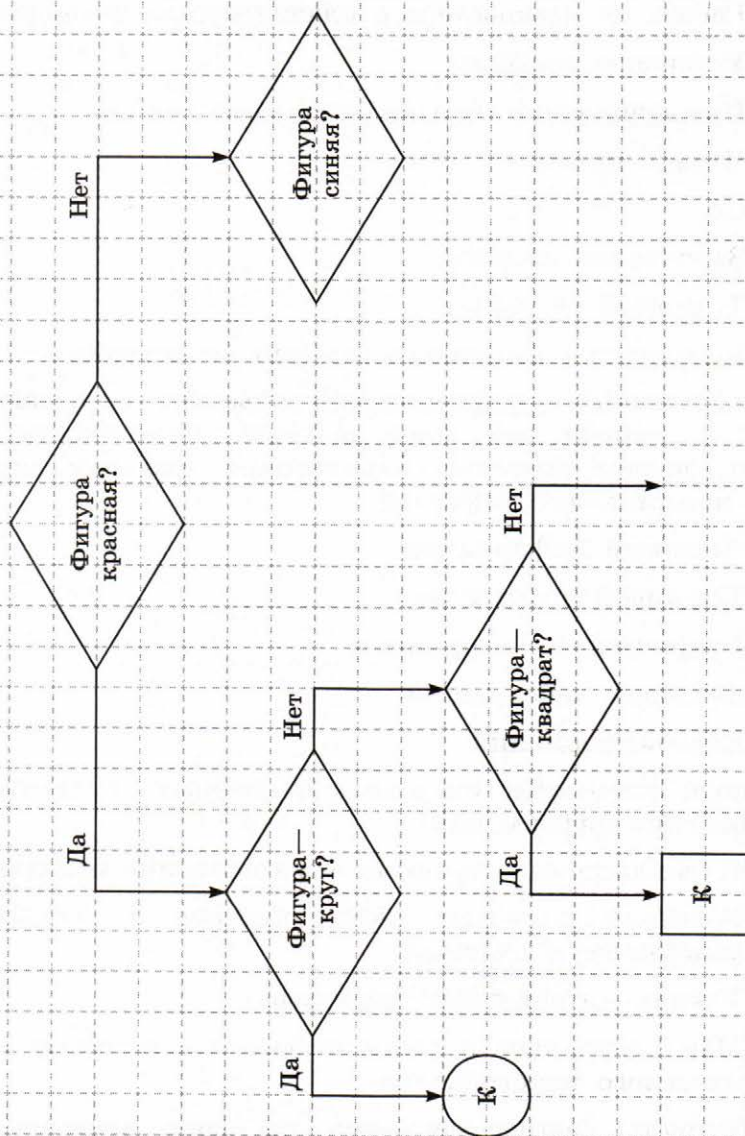 Фигура
красная?
Да
Нет
Фигура—
круг?
Фигура
синяя?
Да
Нет
К
Фигура—
квадрат?
Да
Нет
К